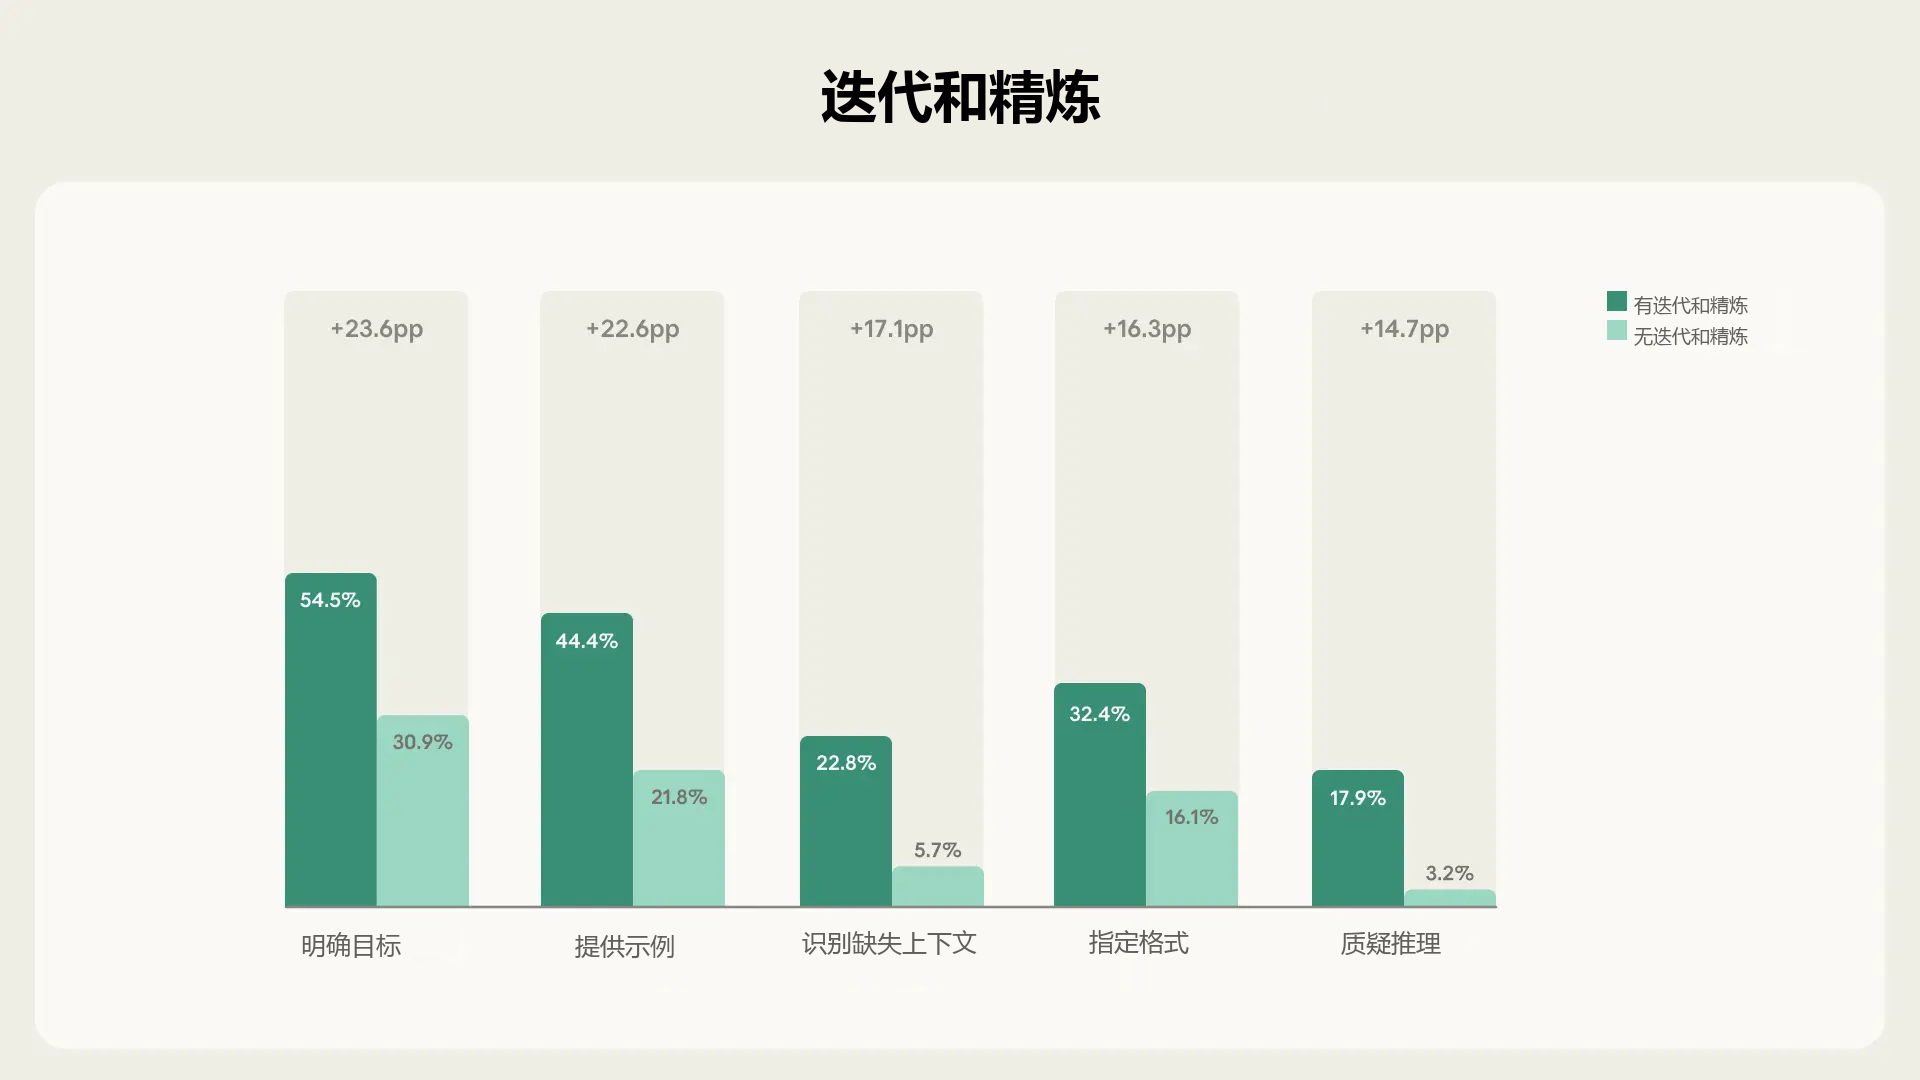 迭代和精炼
+23.6pp
+22.6pp
+17.1pp
+16.3pp
+14.7pp
有迭代和精炼
无迭代和精炼
54.5%
30.9%
44.4%
21.8%
22.8%
5.7%
32.4%
16.1%
17.9%
3.2%
明确目标
提供示例
识别缺失上下文
指定格式
质疑推理